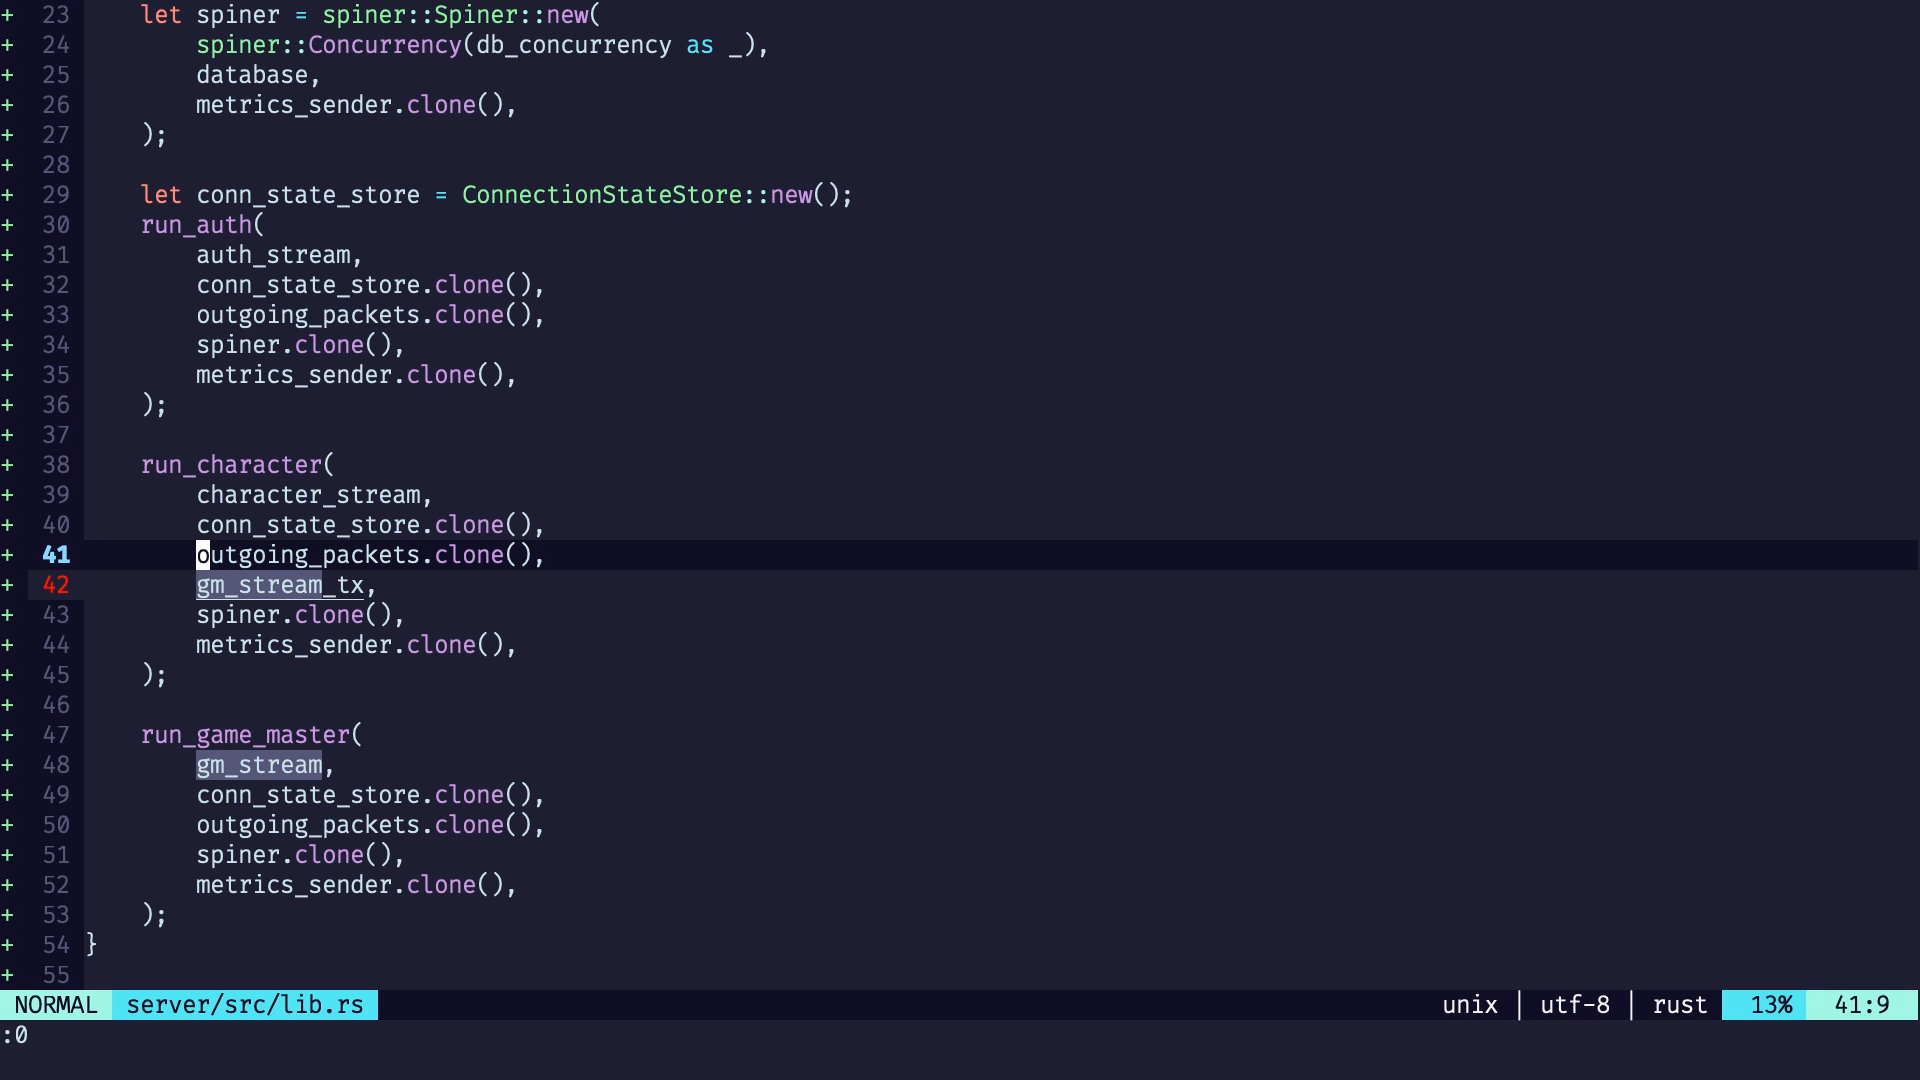 + 23     let spiner = spiner::Spiner::new(
+ 24         spiner::Concurrency(db_concurrency as _),
+ 25         database,
+ 26         metrics_sender.clone(),
+ 27     );
+ 28
+ 29     let conn_state_store = ConnectionStateStore::new();
+ 30     run_auth(
+ 31         auth_stream,
+ 32         conn_state_store.clone(),
+ 33         outgoing_packets.clone(),
+ 34         spiner.clone(),
+ 35         metrics_sender.clone(),
+ 36     );
+ 37
+ 38     run_character(
+ 39         character_stream,
+ 40         conn_state_store.clone(),
+ 41         outgoing_packets.clone(),
+ 42         gm_stream_tx,
+ 43         spiner.clone(),
+ 44         metrics_sender.clone(),
+ 45     );
+ 46
+ 47     run_game_master(
+ 48         gm_stream,
+ 49         conn_state_store.clone(),
+ 50         outgoing_packets.clone(),
+ 51         spiner.clone(),
+ 52         metrics_sender.clone(),
+ 53     );
+ 54 }
+ 55
NORMAL server/src/lib.rs unix | utf-8 | rust 13% 41:9
:0